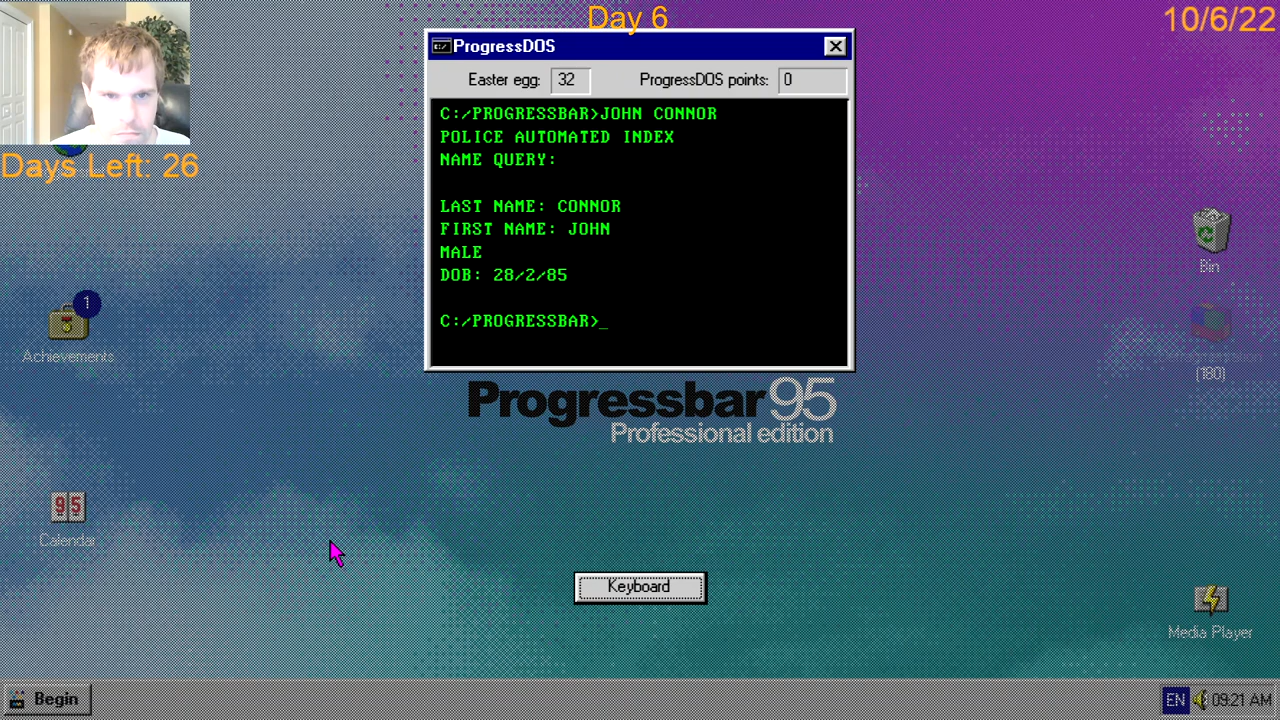 Day 6
10/6/22
Days Left: 26
ProgressDOS
Easter egg: 32
ProgressDOS points: 0
C:/PROGRESSBAR>JOHN CONNOR
POLICE AUTOMATED INDEX
NAME QUERY:
LAST NAME: CONNOR
FIRST NAME: JOHN
MALE
DOB: 28/2/85
C:/PROGRESSBAR>_
Bin
1
Achievements
(180)
Progressbar95
Professional edition
95
Calendar
Keyboard
Media Player
Begin
EN 09:21 AM